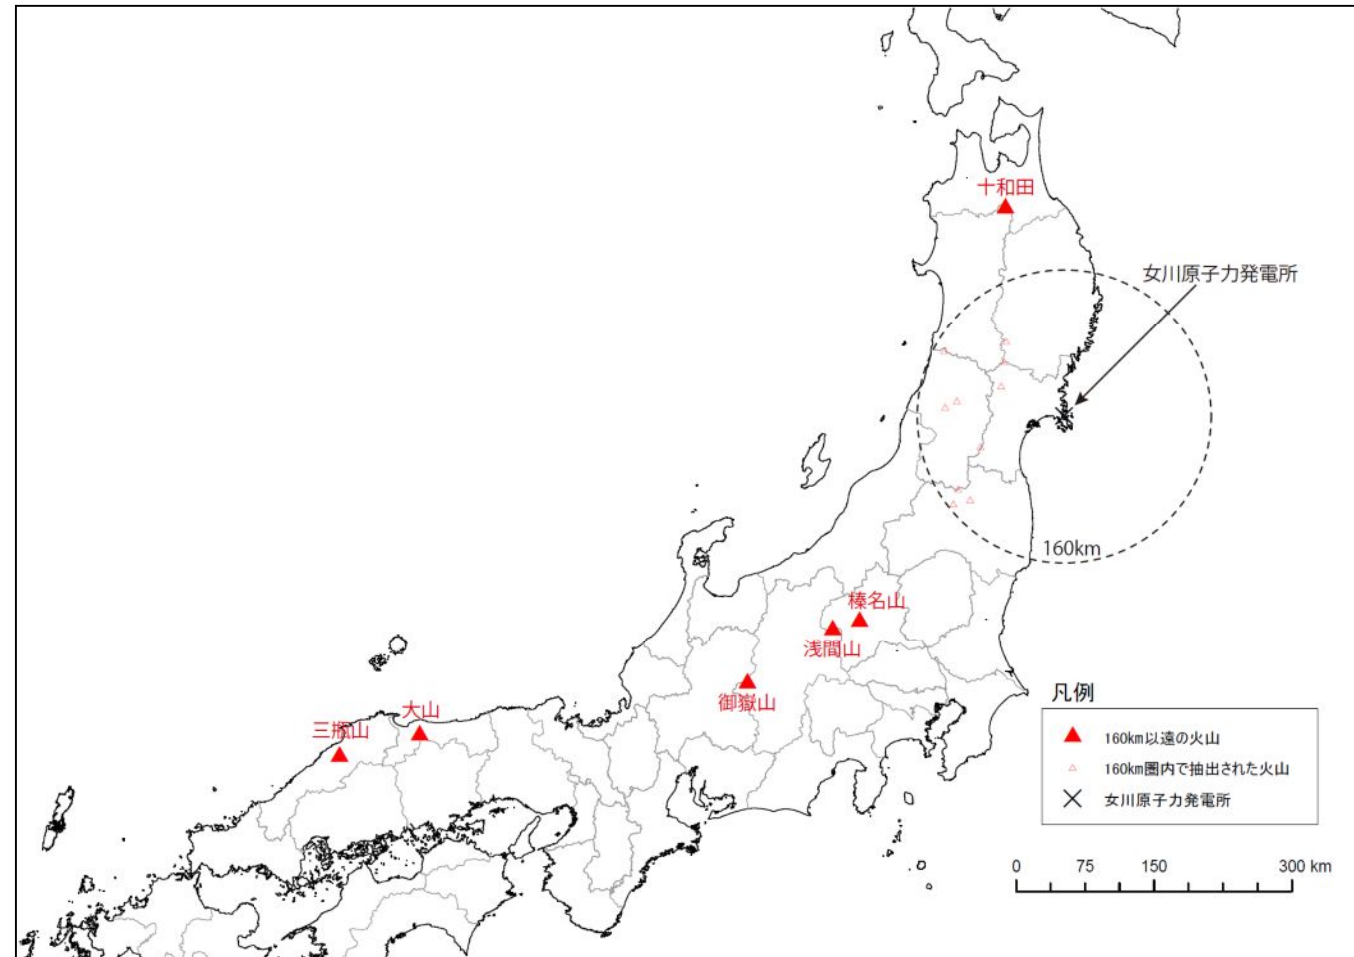 十和田
女川原子力発電所
160km
榛名山
浅間山
御嶽山
大山
三瓶山
凡例
160km以遠の火山
160km圏内で抽出された火山
女川原子力発電所
0 75 150 300 km